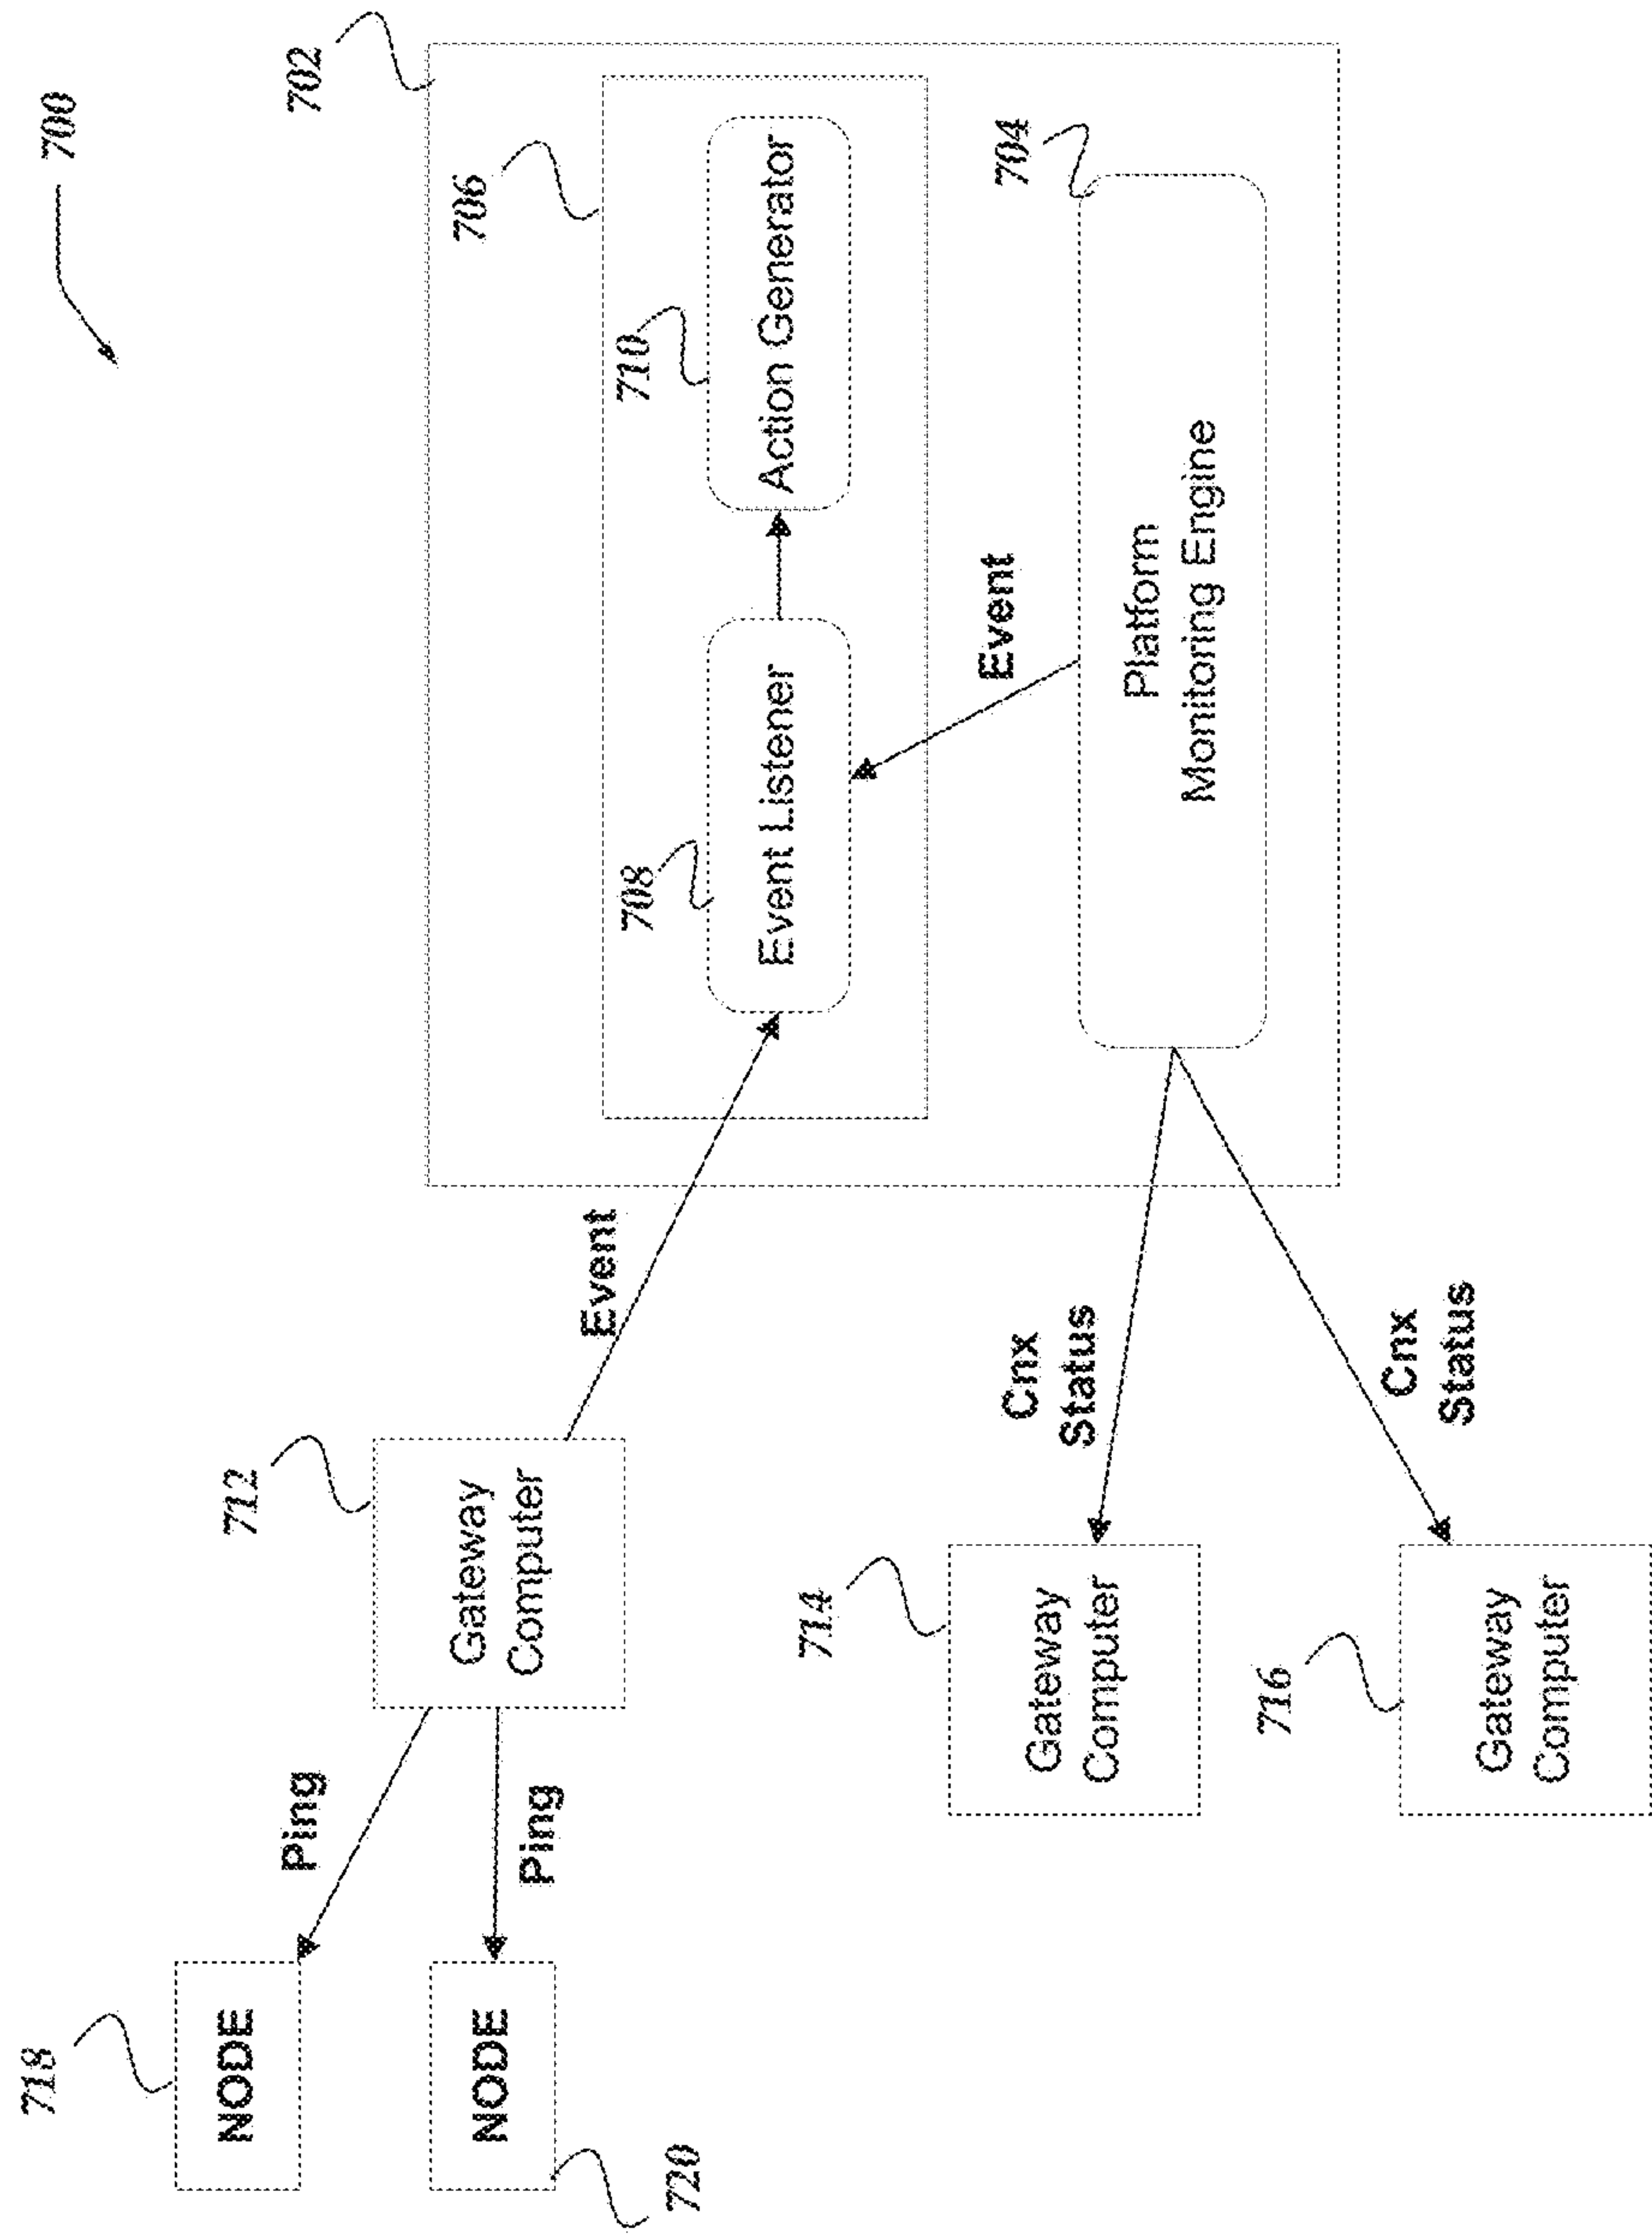 718
700
NODE
Ping
712
702
NODE
Ping
Gateway
Computer
706
720
Event
708
710
Event Listener
Action Generator
714
Cnx
Status
Event
704
Gateway
Computer
Platform
Monitoring Engine
716
Cnx
Status
Gateway
Computer